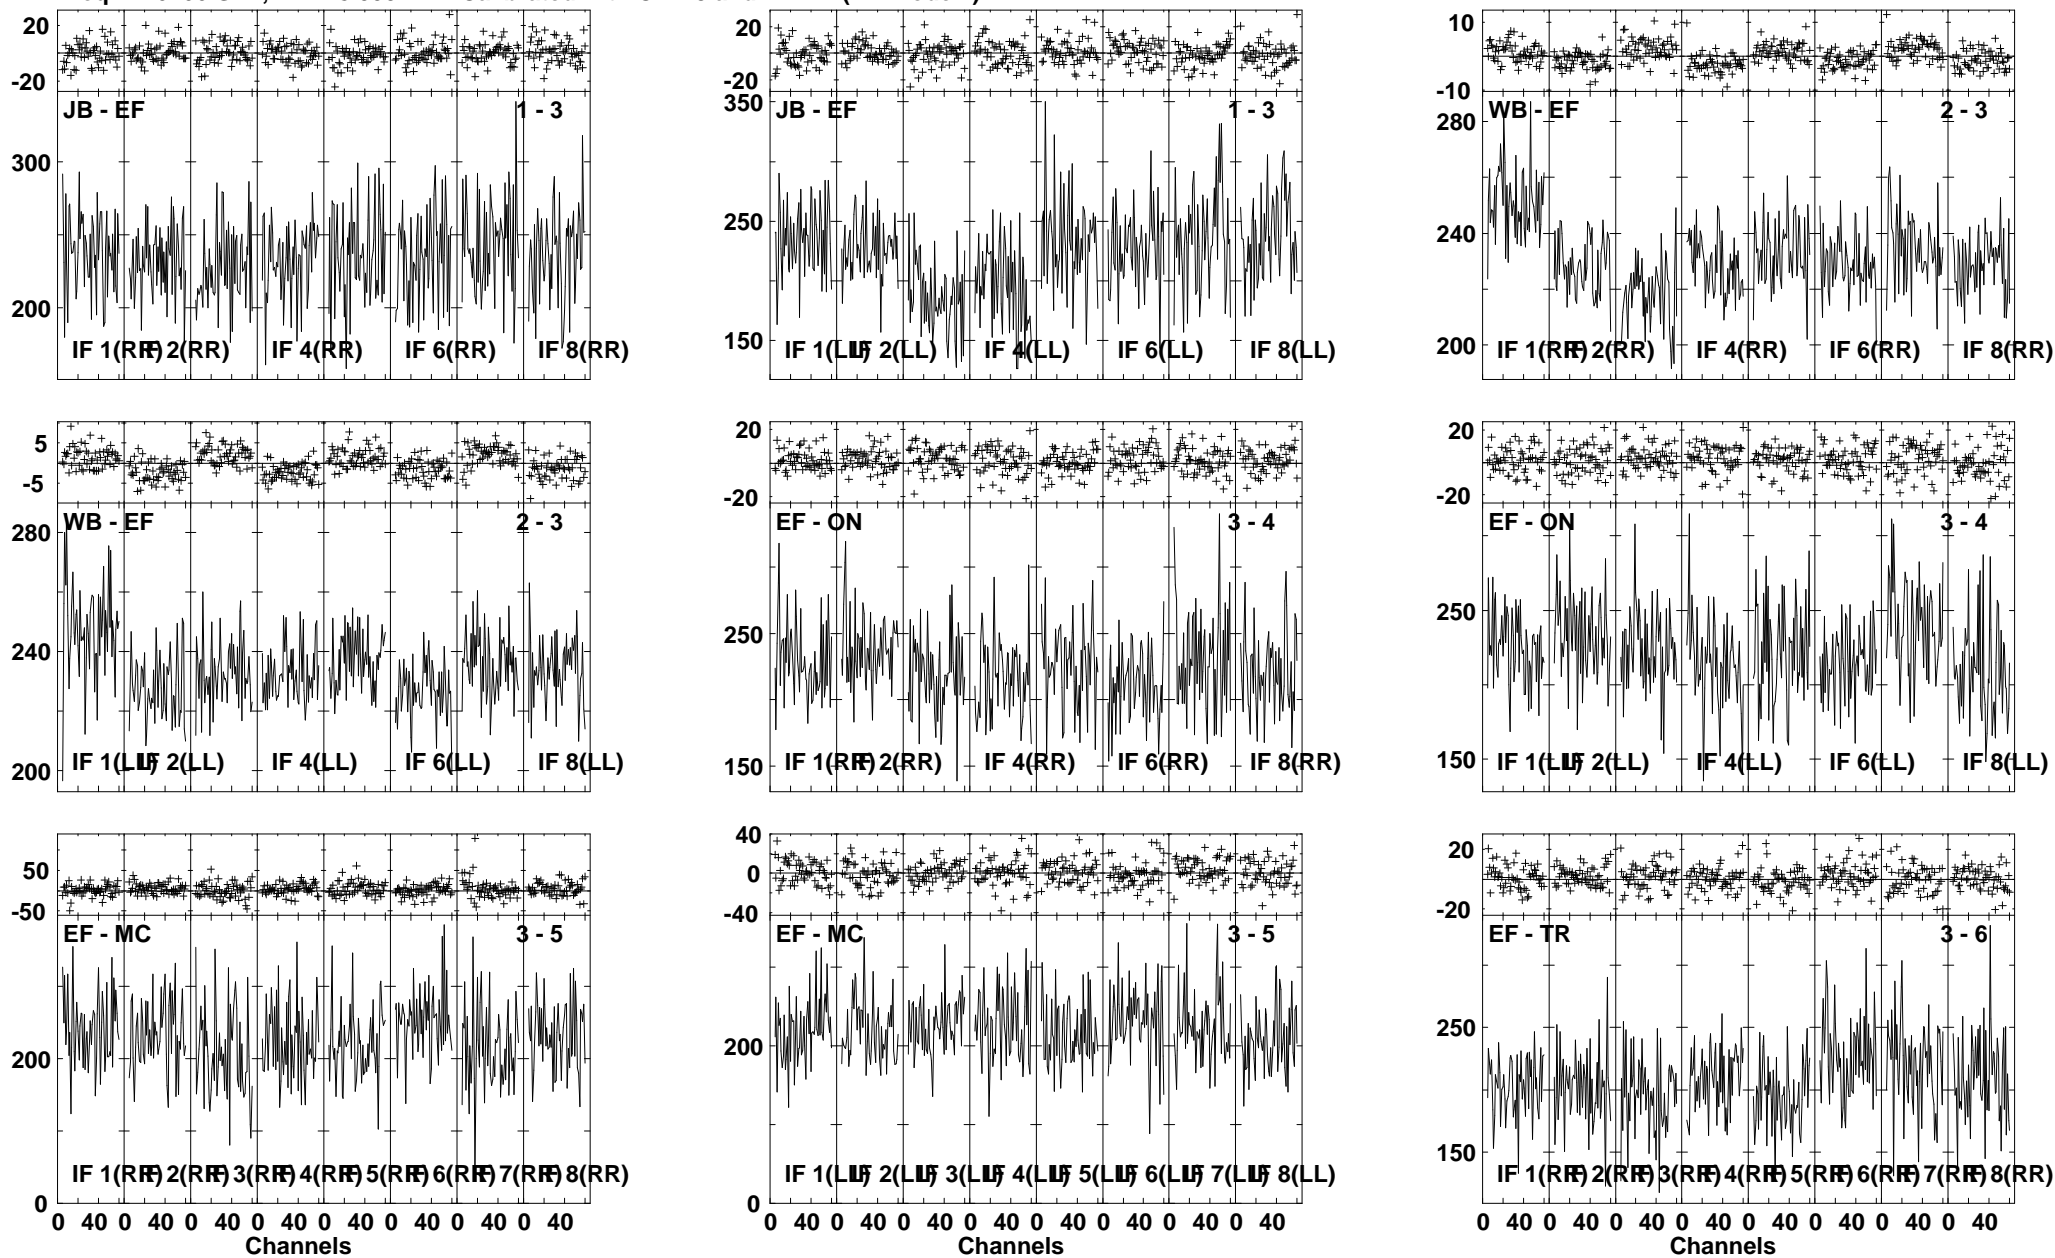 20
-20
JB - EF
1 - 3
300
200
IF 1(RR) IF 2(RR) IF 4(RR) IF 6(RR) IF 8(RR)
20
-20
350
JB - EF
1 - 3
250
150
IF 1(LL) IF 2(LL) IF 4(LL) IF 6(LL) IF 8(LL)
10
-10
WB - EF
2 - 3
280
240
200
IF 1(RR) IF 2(RR) IF 4(RR) IF 6(RR) IF 8(RR)
5
-5
WB - EF
2 - 3
280
240
200
IF 1(LL) IF 2(LL) IF 4(LL) IF 6(LL) IF 8(LL)
20
-20
EF - ON
3 - 4
250
150
IF 1(RR) IF 2(RR) IF 4(RR) IF 6(RR) IF 8(RR)
20
-20
EF - ON
3 - 4
250
150
IF 1(LL) IF 2(LL) IF 4(LL) IF 6(LL) IF 8(LL)
50
-50
EF - MC
3 - 5
200
0
IF 1(RR) IF 2(RR) IF 3(RR) IF 4(RR) IF 5(RR) IF 6(RR) IF 7(RR) IF 8(RR)
0 40 0 40 0 40 0 40 0 40 0 40 0 40 0 40
Channels
40
0
-40
EF - MC
3 - 5
200
0
IF 1(LL) IF 2(LL) IF 3(LL) IF 4(LL) IF 5(LL) IF 6(LL) IF 7(LL) IF 8(LL)
0 40 0 40 0 40 0 40 0 40 0 40 0 40 0 40
Channels
20
-20
EF - TR
3 - 6
250
150
IF 1(RR) IF 2(RR) IF 3(RR) IF 4(RR) IF 5(RR) IF 6(RR) IF 7(RR) IF 8(RR)
0 40 0 40 0 40 0 40 0 40 0 40 0 40 0 40
Channels